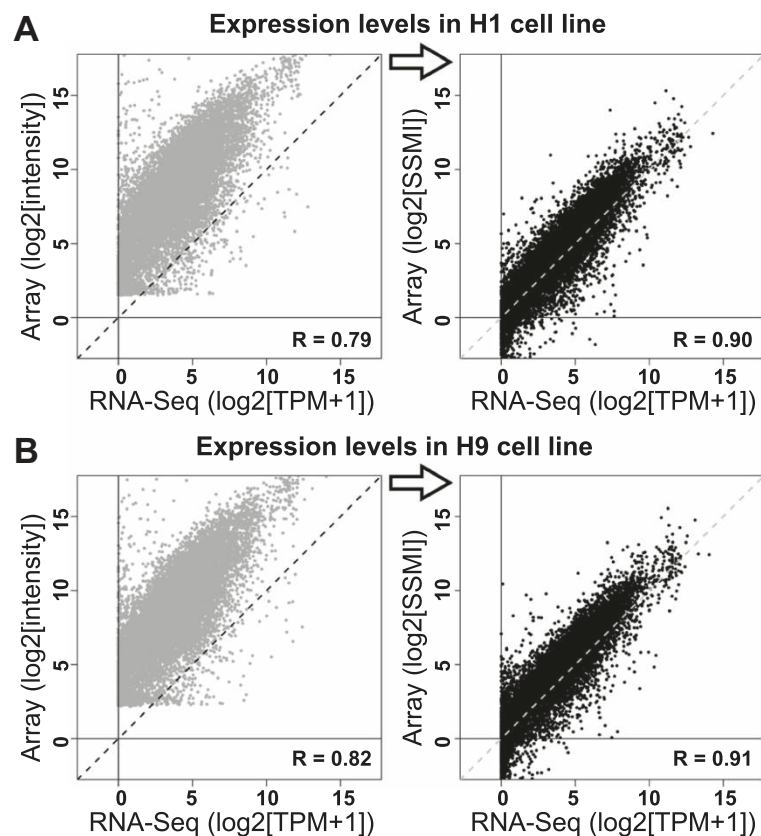 A
Expression levels in H1 cell line
Array (log2[intensity])
15
10
5
0
R = 0.79
0 5 10 15
RNA-Seq (log2[TPM+1])
Array (log2[SSMI])
15
10
5
0
R = 0.90
0 5 10 15
RNA-Seq (log2[TPM+1])
B
Expression levels in H9 cell line
Array (log2[intensity])
15
10
5
0
R = 0.82
0 5 10 15
RNA-Seq (log2[TPM+1])
Array (log2[SSMI])
15
10
5
0
R = 0.91
0 5 10 15
RNA-Seq (log2[TPM+1])